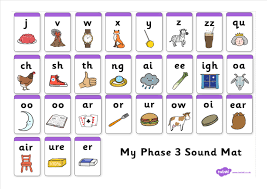 j v w x y z zz qu
ch sh th ng ai ee igh oa
oo oo ar or ur ow oi ear
air ure er My Phase 3 Sound Mat